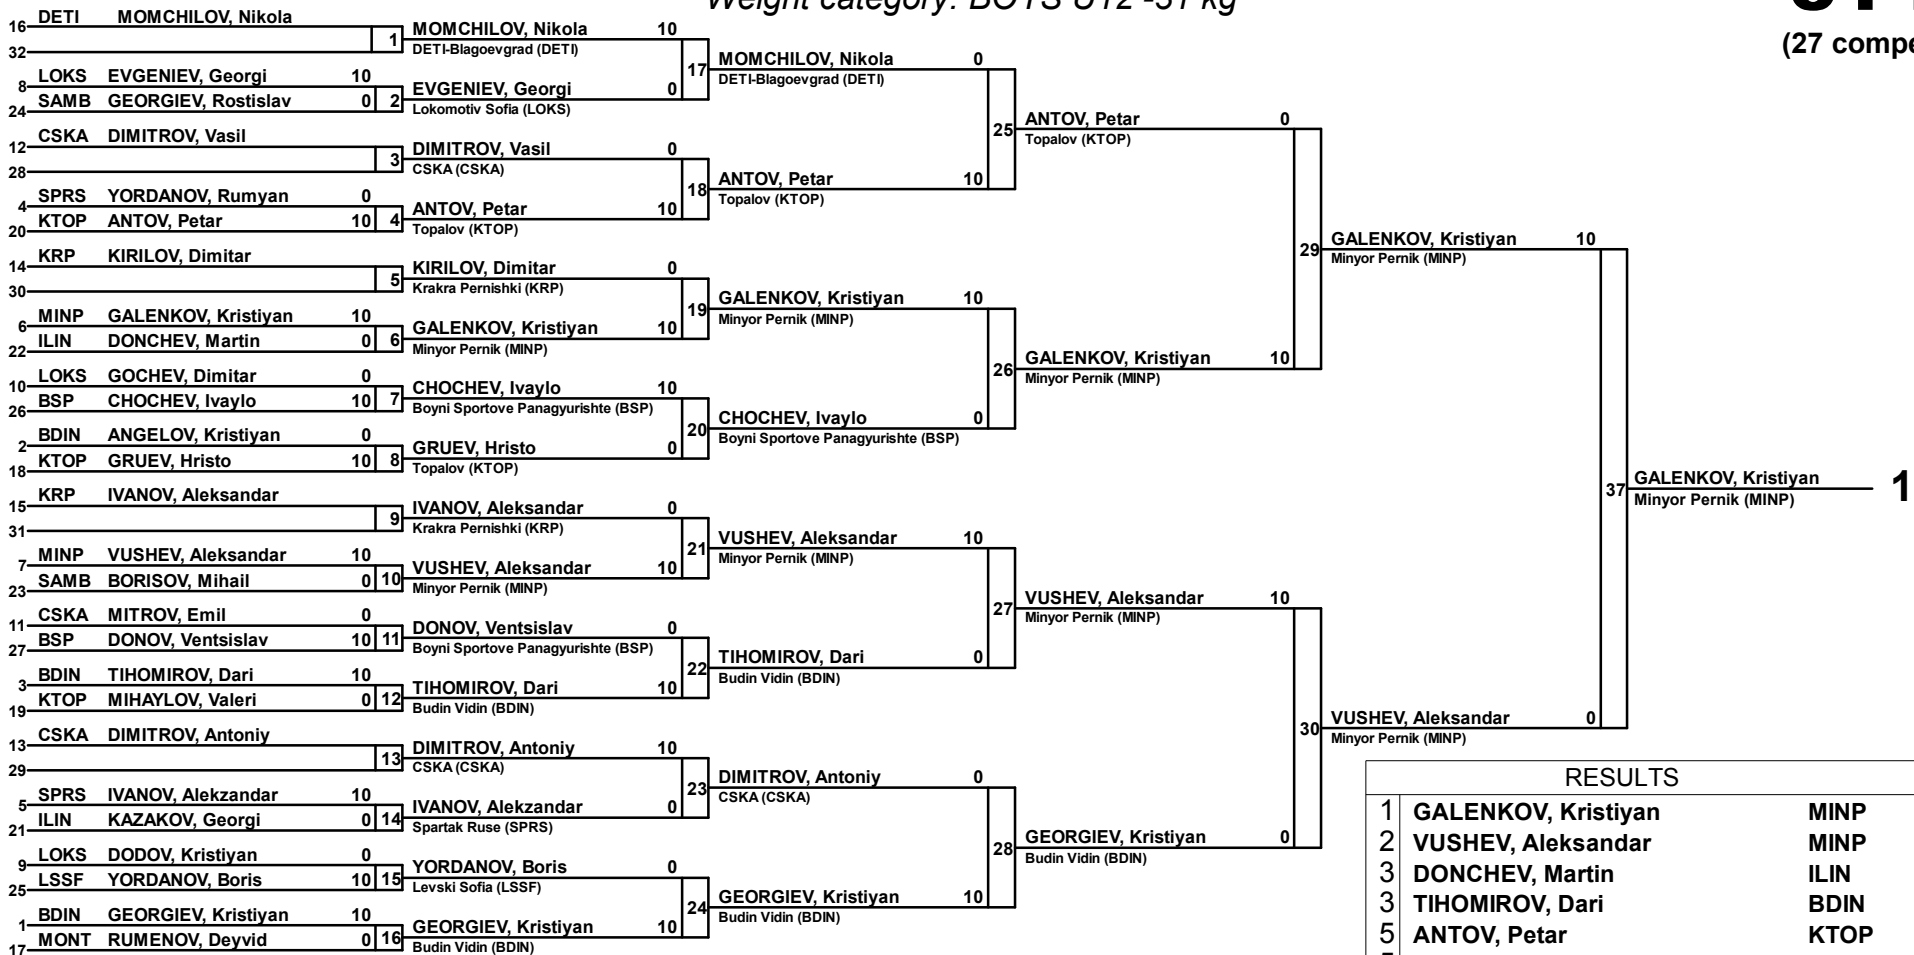 Weight category: BOYS U12 -31 kg
(27 compe
16 DETI MOMCHILOV, Nikola
32
1
8 LOKS EVGENIEV, Georgi 10
24 SAMB GEORGIEV, Rostislav 0
2
12 CSKA DIMITROV, Vasil
28
3
4 SPRS YORDANOV, Rumyan 0
20 KTOP ANTOV, Petar 10
4
14 KRP KIRILOV, Dimitar
30
5
6 MINP GALENKOV, Kristiyan 10
22 ILIN DONCHEV, Martin 0
6
10 LOKS GOCHEV, Dimitar 0
26 BSP CHOCHEV, Ivaylo 10
7
2 BDIN ANGELOV, Kristiyan 0
18 KTOP GRUEV, Hristo 10
8
15 KRP IVANOV, Aleksandar
31
9
7 MINP VUSHEV, Aleksandar 10
23 SAMB BORISOV, Mihail 0
10
11 CSKA MITROV, Emil 0
27 BSP DONOV, Ventsislav 10
11
3 BDIN TIHOMIROV, Dari 10
19 KTOP MIHAYLOV, Valeri 0
12
13 CSKA DIMITROV, Antoniy
29
13
5 SPRS IVANOV, Alekzandar 10
21 ILIN KAZAKOV, Georgi 0
14
9 LOKS DODOV, Kristiyan 0
25 LSSF YORDANOV, Boris 10
15
1 BDIN GEORGIEV, Kristiyan 10
17 MONT RUMENOV, Deyvid 0
16
MOMCHILOV, Nikola 10
DETI-Blagoevgrad (DETI)
17
EVGENIEV, Georgi 0
Lokomotiv Sofia (LOKS)
DIMITROV, Vasil 0
CSKA (CSKA)
18
ANTOV, Petar 10
Topalov (KTOP)
KIRILOV, Dimitar 0
Krakra Pernishki (KRP)
19
GALENKOV, Kristiyan 10
Minyor Pernik (MINP)
CHOCHEV, Ivaylo 10
Boyni Sportove Panagyurishte (BSP)
20
GRUEV, Hristo 0
Topalov (KTOP)
IVANOV, Aleksandar 0
Krakra Pernishki (KRP)
21
VUSHEV, Aleksandar 10
Minyor Pernik (MINP)
DONOV, Ventsislav 0
Boyni Sportove Panagyurishte (BSP)
22
TIHOMIROV, Dari 10
Budin Vidin (BDIN)
DIMITROV, Antoniy 10
CSKA (CSKA)
23
IVANOV, Alekzandar 0
Spartak Ruse (SPRS)
YORDANOV, Boris 0
Levski Sofia (LSSF)
24
GEORGIEV, Kristiyan 10
Budin Vidin (BDIN)
MOMCHILOV, Nikola 0
DETI-Blagoevgrad (DETI)
25
ANTOV, Petar 10
Topalov (KTOP)
GALENKOV, Kristiyan 10
Minyor Pernik (MINP)
26
CHOCHEV, Ivaylo 0
Boyni Sportove Panagyurishte (BSP)
VUSHEV, Aleksandar 10
Minyor Pernik (MINP)
27
TIHOMIROV, Dari 0
Budin Vidin (BDIN)
DIMITROV, Antoniy 0
CSKA (CSKA)
28
GEORGIEV, Kristiyan 10
Budin Vidin (BDIN)
ANTOV, Petar 0
Topalov (KTOP)
29
GALENKOV, Kristiyan 10
Minyor Pernik (MINP)
VUSHEV, Aleksandar 10
Minyor Pernik (MINP)
30
GEORGIEV, Kristiyan 0
Budin Vidin (BDIN)
GALENKOV, Kristiyan 10
Minyor Pernik (MINP)
37
VUSHEV, Aleksandar 0
Minyor Pernik (MINP)
GALENKOV, Kristiyan 1
Minyor Pernik (MINP)
RESULTS
1 GALENKOV, Kristiyan MINP
2 VUSHEV, Aleksandar MINP
3 DONCHEV, Martin ILIN
3 TIHOMIROV, Dari BDIN
5 ANTOV, Petar KTOP